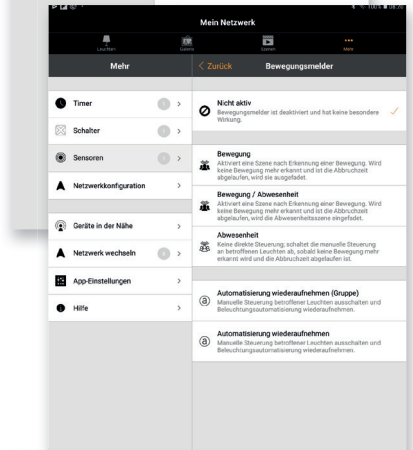 100% 08:20
Mein Netzwerk
Leuchten
Galerie
Szenen
Mehr
Mehr
Zurück
Bewegungsmelder
Timer
Schalter
Sensoren
Netzwerkkonfiguration
Geräte in der Nähe
Netzwerk wechseln
App-Einstellungen
Hilfe
Nicht aktiv
Bewegungsmelder ist deaktiviert und hat keine besondere
Wirkung.
Bewegung
Aktiviert eine Szene nach Erkennung einer Bewegung. Wird
keine Bewegung mehr erkannt und ist die Abbruchzeit
abgelaufen, wird sie ausgefadet.
Bewegung / Abwesenheit
Aktiviert eine Szene nach Erkennung einer Bewegung. Wird
keine Bewegung mehr erkannt und ist die Abbruchzeit
abgelaufen, wird die Abwesenheitsszene eingefadet.
Abwesenheit
Keine direkte Steuerung; schaltet die manuelle Steuerung
an betroffenen Leuchten ab, sobald keine Bewegung mehr
erkannt wird und die Abbruchzeit abgelaufen ist.
Automatisierung wiederaufnehmen (Gruppe)
Manuelle Steuerung betroffener Leuchten ausschalten und
Beleuchtungsautomatisierung wiederaufnehmen.
Automatisierung wiederaufnehmen
Manuelle Steuerung betroffener Leuchten ausschalten und
Beleuchtungsautomatisierung wiederaufnehmen.